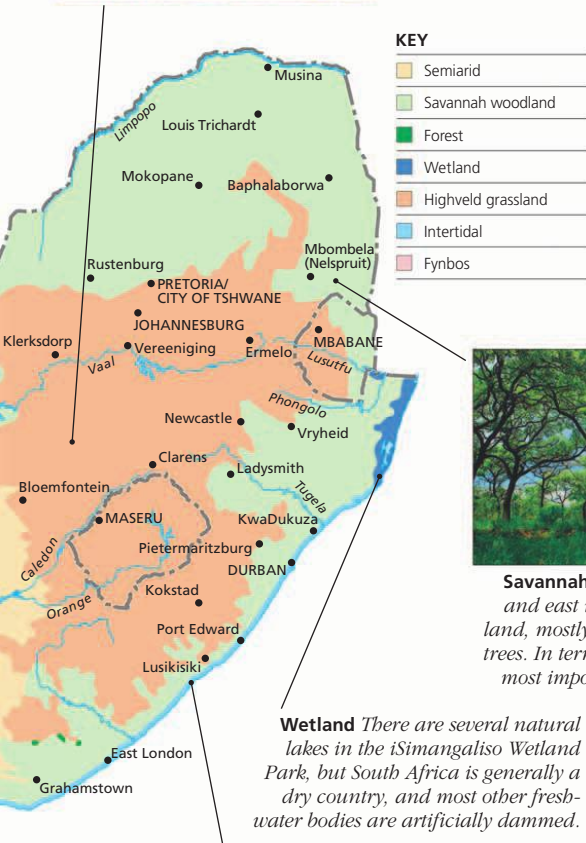 KEY
Semiarid
Savannah woodland
Forest
Wetland
Highveld grassland
Intertidal
Fynbos
Musina
Limpopo
Louis Trichardt
Mokopane
Baphalaborwa
Mbombela
(Nelspruit)
Rustenburg
PRETORIA/
CITY OF TSHWANE
JOHANNESBURG
MBABANE
Klerksdorp
Vereeniging
Ermelo
Lusutfu
Vaal
Phongolo
Newcastle
Vryheid
Clarens
Ladysmith
Bloemfontein
Tugela
MASERU
KwaDukuza
Caledon
Pietermaritzburg
DURBAN
Orange
Kokstad
Port Edward
Lusikisiki
East London
Grahamstown
Savannah
and east
land, mostly
trees. In ter
most impo
Wetland There are several natural
lakes in the iSimangaliso Wetland
Park, but South Africa is generally a
dry country, and most other fresh-
water bodies are artificially dammed.